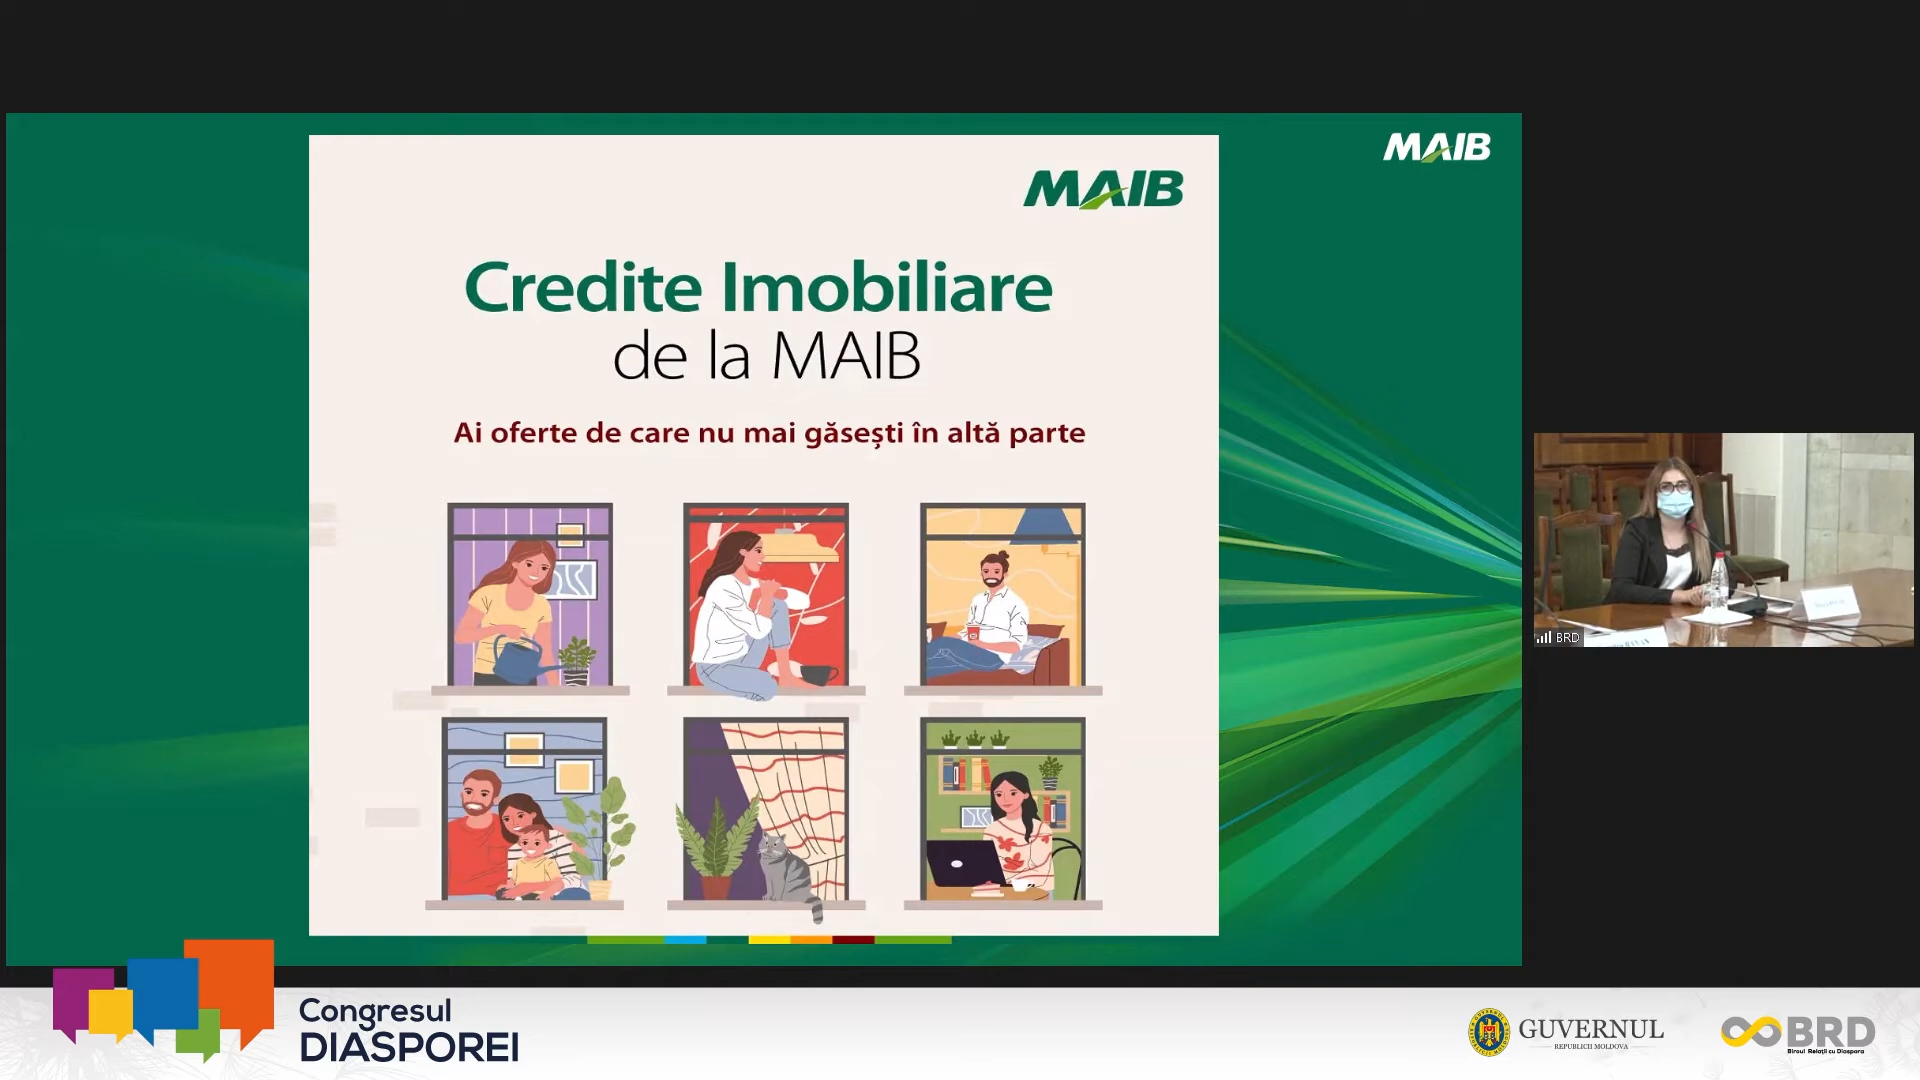 MAIB
MAIB
Credite Imobiliare
de la MAIB
Ai oferte de care nu mai găsești în altă parte
BRD
Congresul
DIASPOREI
GUVERNUL
REPUBLICII MOLDOVA
BRD
Biroul Relații cu Diaspora